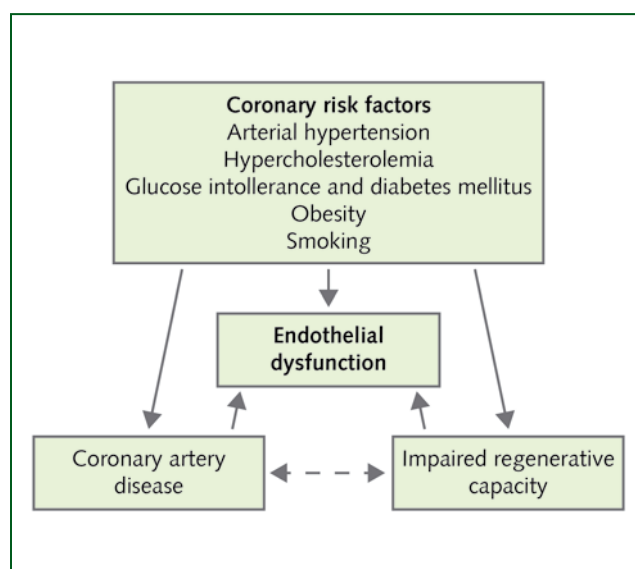 Coronary risk factors
Arterial hypertension
Hypercholesterolemia
Glucose intollerance and diabetes mellitus
Obesity
Smoking
Endothelial
dysfunction
Coronary artery
disease
Impaired regenerative
capacity